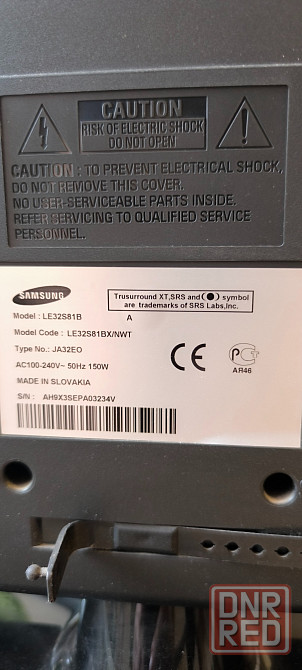 CAUTION
RISK OF ELECTRIC SHOCK
DO NOT OPEN
CAUTION : TO PREVENT ELECTRICAL SHOCK,
DO NOT REMOVE THIS COVER.
NO USER-SERVICEABLE PARTS INSIDE.
REFER SERVICING TO QUALIFIED SERVICE
PERSONNEL.
SAMSUNG
Trusurround XT,SRS and (●) symbol
are trademarks of SRS Labs,Inc.
Model : LE32S81B A
Model Code : LE32S81BX/NWT
Type No.: JA32EO
AC100-240V~ 50Hz 150W
MADE IN SLOVAKIA
CE
АЯ46
S/N : AH9X3SEPA03234V
DNR
RED